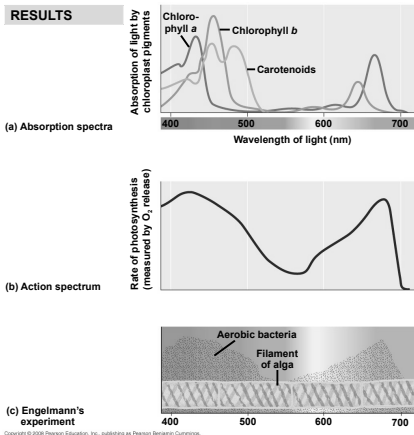 RESULTS
Chloro-
phyll a
Chlorophyll b
Carotenoids
Absorption of light by
chloroplast pigments
(a) Absorption spectra
400
500
600
700
Wavelength of light (nm)
Rate of photosynthesis
(measured by O2 release)
(b) Action spectrum
Aerobic bacteria
Filament
of alga
(c) Engelmann's
experiment
400
500
600
700
Copyright © 2008 Pearson Education, Inc., publishing as Pearson Benjamin Cummings.